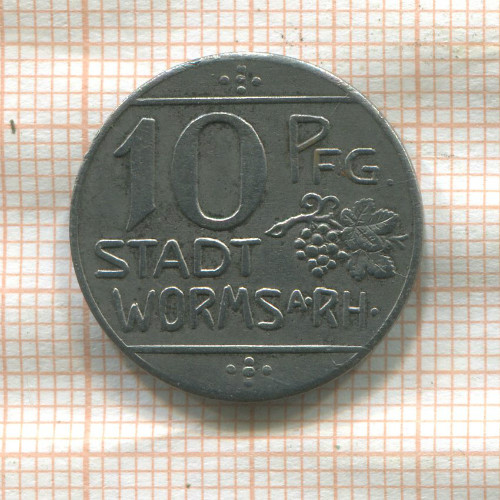 10 PFG.
STADT
WORMS A·RH·